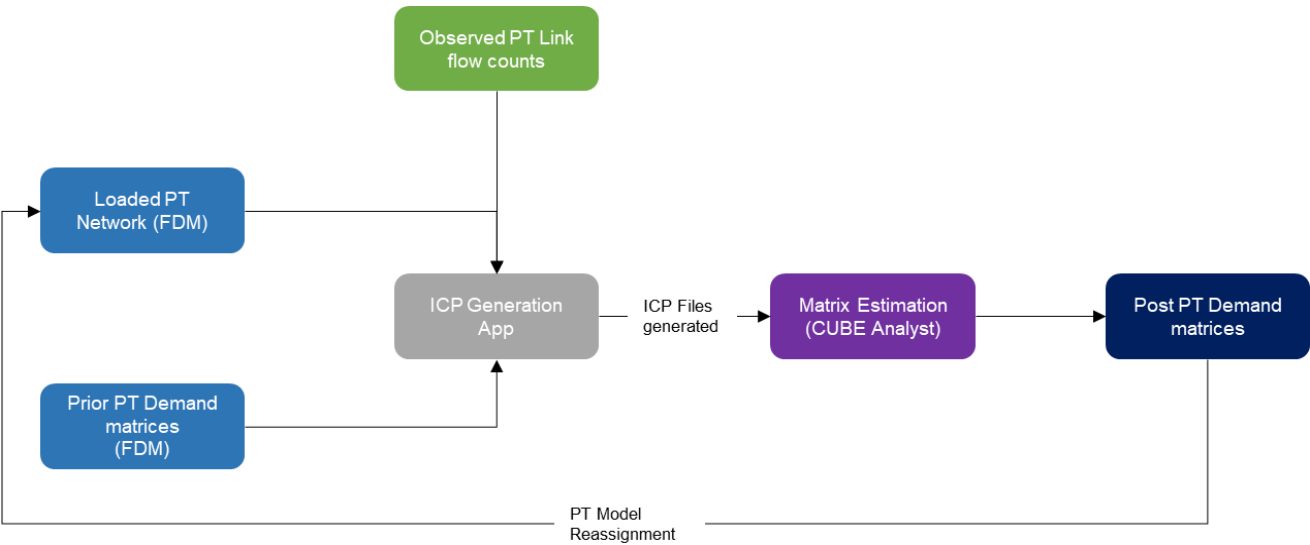 Observed PT Link
flow counts
Loaded PT
Network (FDM)
ICP Generation
App
ICP Files
generated
Matrix Estimation
(CUBE Analyst)
Post PT Demand
matrices
Prior PT Demand
matrices
(FDM)
PT Model
Reassignment